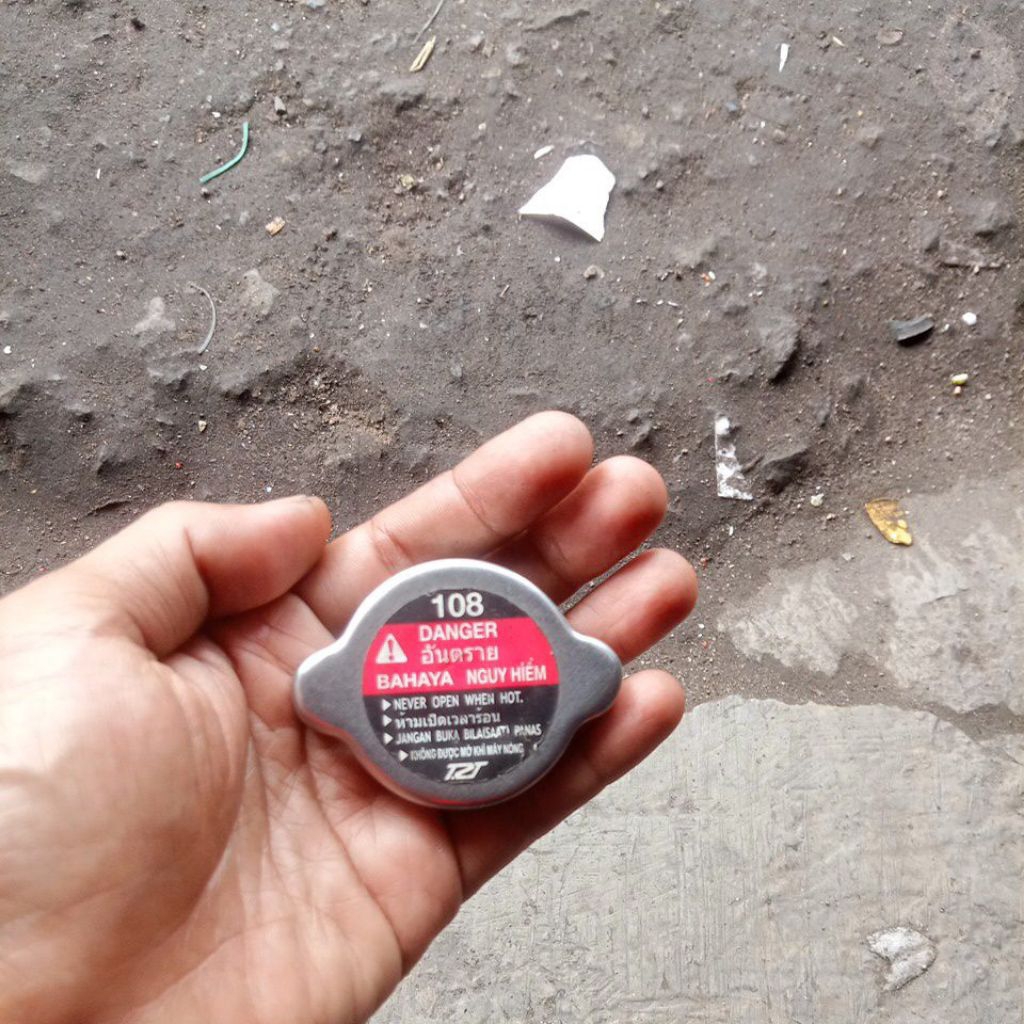 108
DANGER
อันตราย
BAHAYA NGUY HIỂM
NEVER OPEN WHEN HOT.
ห้ามเปิดเวลาร้อน
JANGAN BUKA BILA SAAT PANAS
KHÔNG ĐƯỢC MỞ KHI MÁY NÓNG
TRT